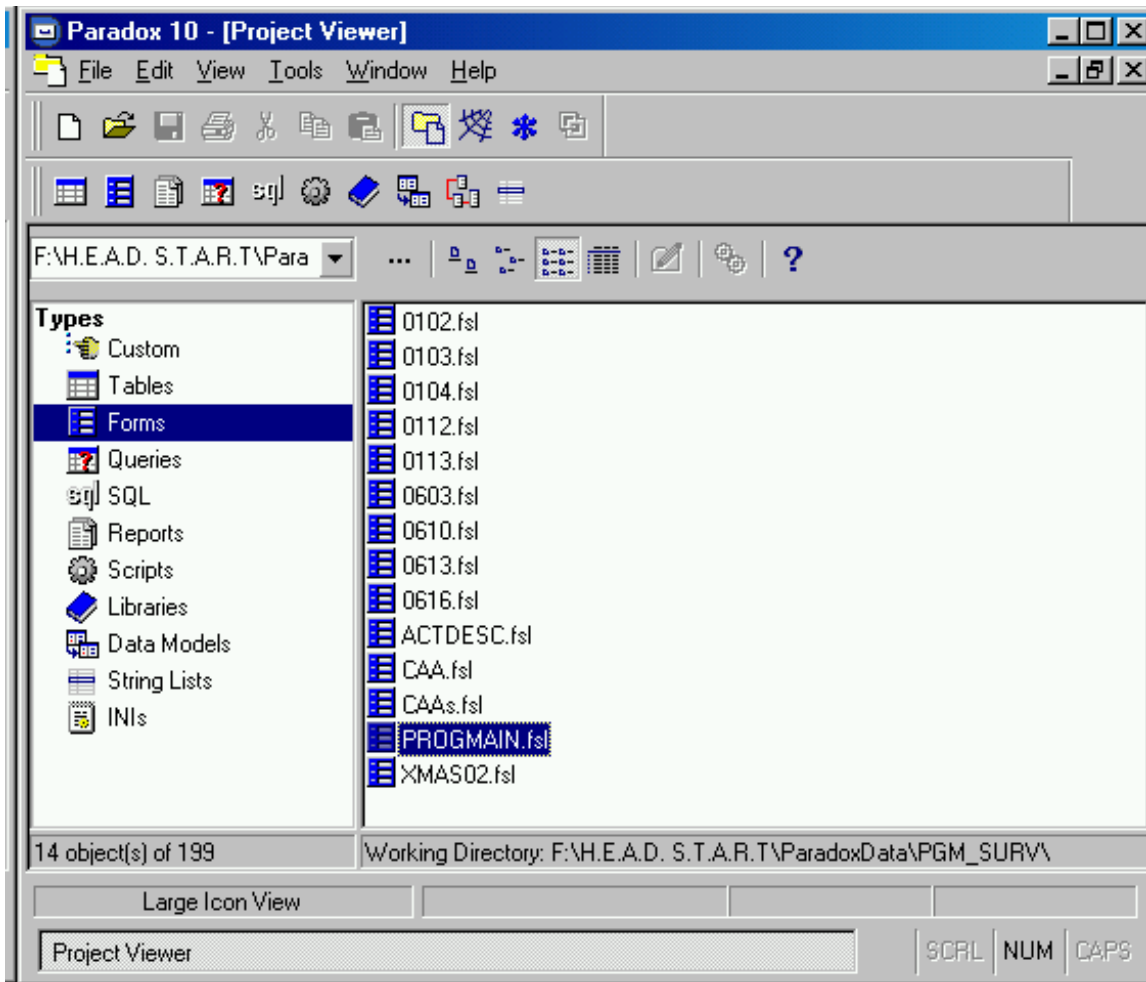 Paradox 10 - [Project Viewer]
File Edit View Tools Window Help
sql
F:\H.E.A.D. S.T.A.R.T\Para ... ?
Types
Custom
Tables
Forms
Queries
sql SQL
Reports
Scripts
Libraries
Data Models
String Lists
INIs
0102.fsl
0103.fsl
0104.fsl
0112.fsl
0113.fsl
0603.fsl
0610.fsl
0613.fsl
0616.fsl
ACTDESC.fsl
CAA.fsl
CAAs.fsl
PROGMAIN.fsl
XMAS02.fsl
14 object(s) of 199
Working Directory: F:\H.E.A.D. S.T.A.R.T\ParadoxData\PGM_SURV\
Large Icon View
Project Viewer
SCRL NUM CAPS